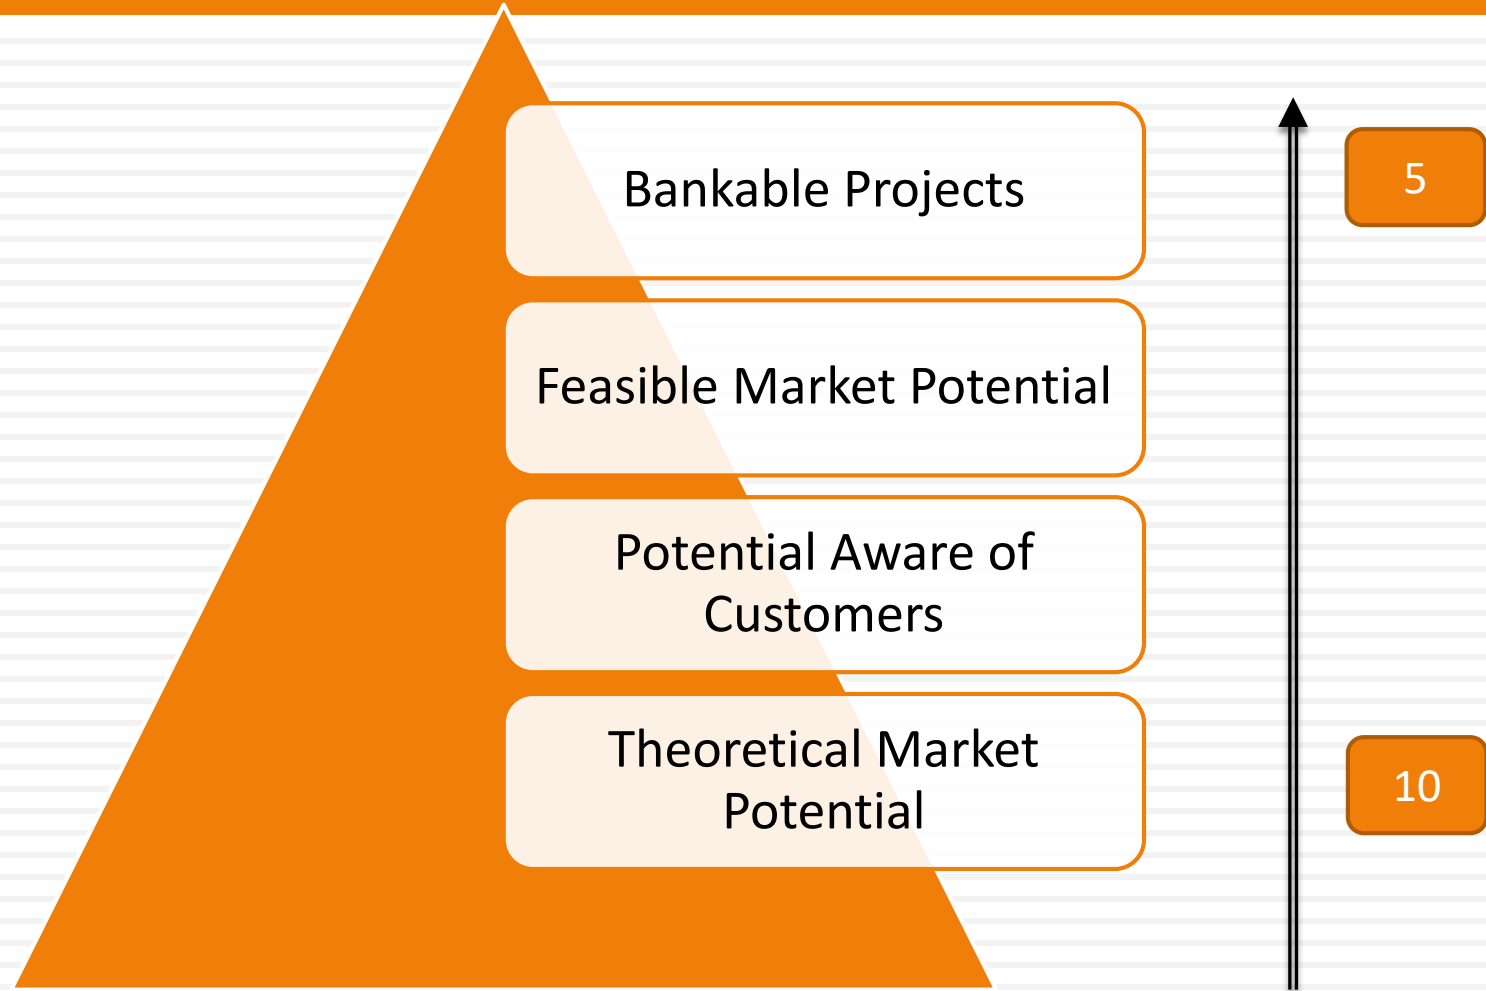 Bankable Projects
5
Feasible Market Potential
Potential Aware of
Customers
Theoretical Market
Potential
10